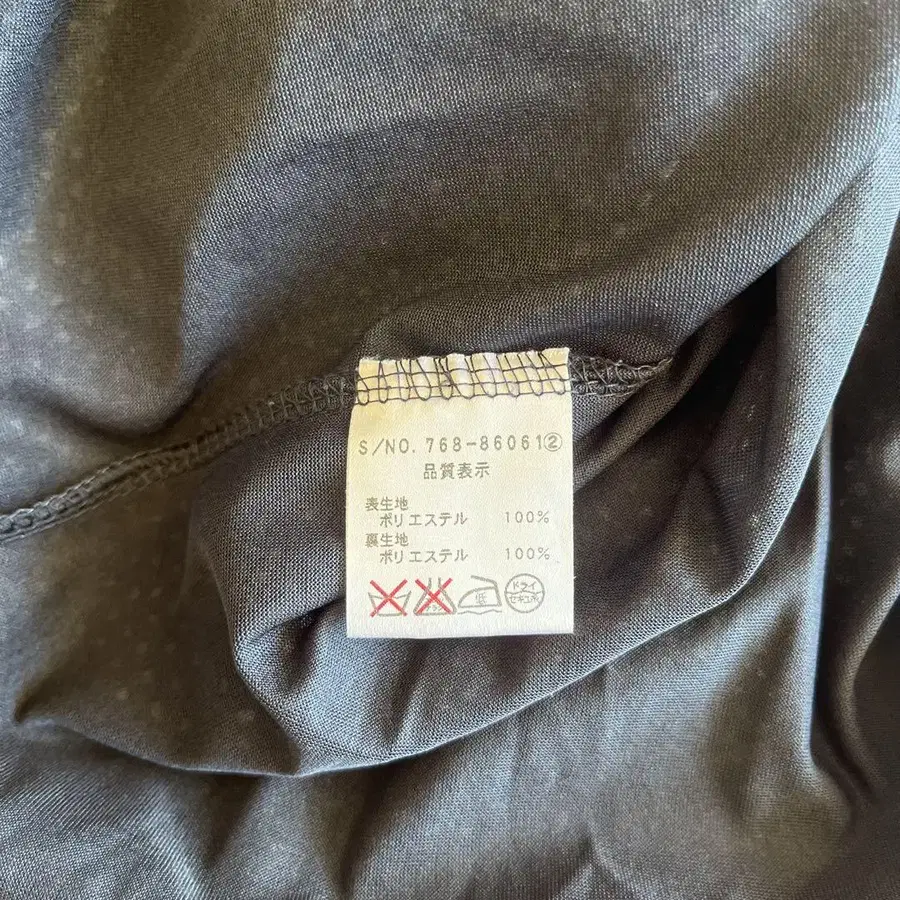 S/NO. 768-86061②
品質表示
表生地
ポリエステル 100%
裏生地
ポリエステル 100%
低
ドライ
セキユ系